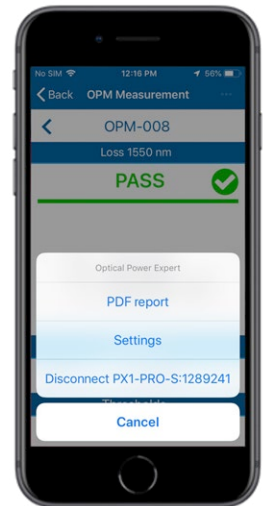 No SIM 12:16 PM 56%
Back OPM Measurement ...
OPM-008
Loss 1550 nm
PASS
Optical Power Expert
PDF report
Settings
Disconnect PX1-PRO-S:1289241
Thresholds
Cancel